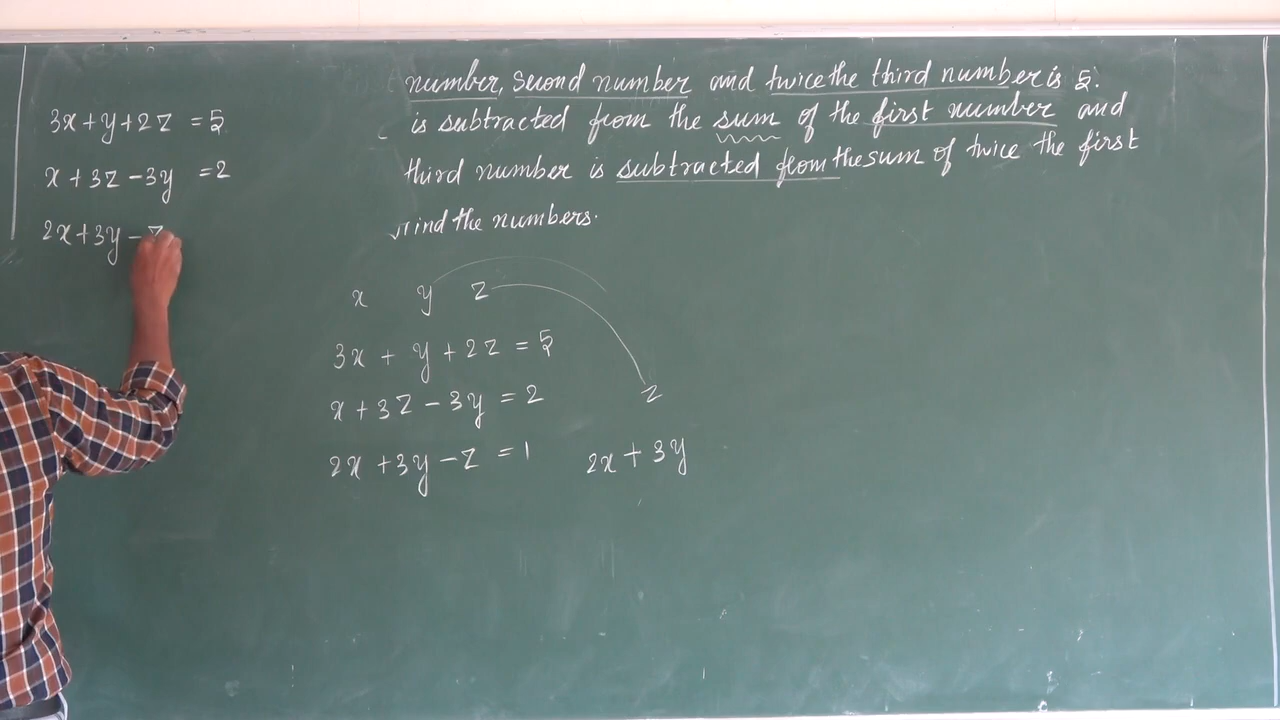 number, second number and twice the third number is 5.
is subtracted from the sum of the first number and
third number is subtracted from the sum of twice the first
Find the numbers.
3x + y + 2z = 5
x + 3z - 3y = 2
2x + 3y - z
x y z
3x + y + 2z = 5
x + 3z - 3y = 2
z
2x + 3y - z = 1
2x + 3y